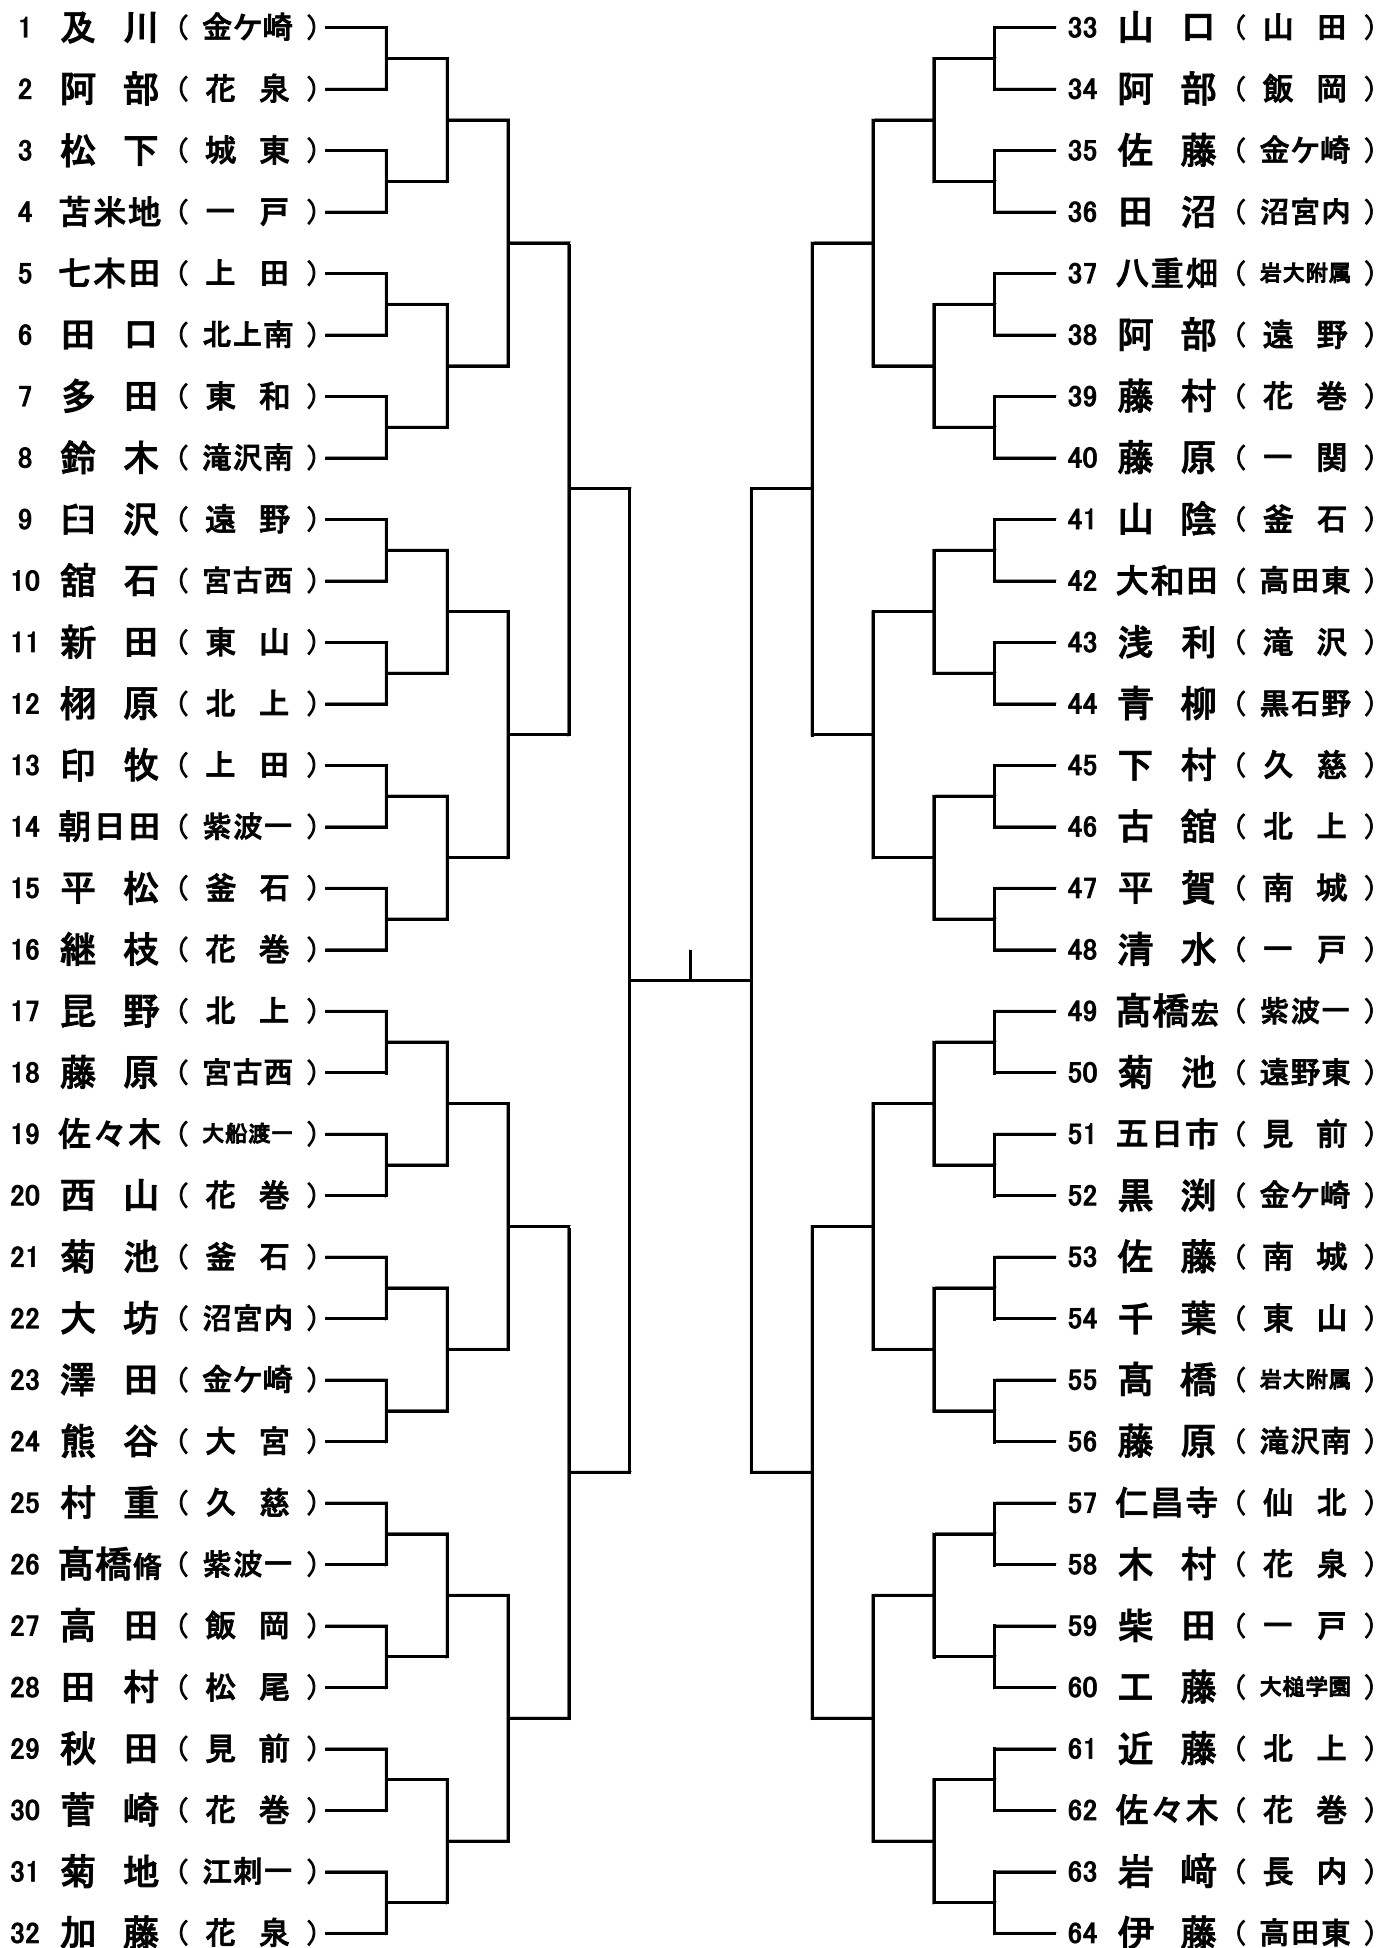 1 及川 (金ケ崎)
2 阿部 (花泉)
3 松下 (城東)
4 苫米地 (一戸)
5 七木田 (上田)
6 田口 (北上南)
7 多田 (東和)
8 鈴木 (滝沢南)
9 臼沢 (遠野)
10 舘石 (宮古西)
11 新田 (東山)
12 栩原 (北上)
13 印牧 (上田)
14 朝日田 (紫波一)
15 平松 (釜石)
16 継枝 (花巻)
17 昆野 (北上)
18 藤原 (宮古西)
19 佐々木 (大船渡一)
20 西山 (花巻)
21 菊池 (釜石)
22 大坊 (沼宮内)
23 澤田 (金ケ崎)
24 熊谷 (大宮)
25 村重 (久慈)
26 髙橋脩 (紫波一)
27 高田 (飯岡)
28 田村 (松尾)
29 秋田 (見前)
30 菅崎 (花巻)
31 菊地 (江刺一)
32 加藤 (花泉)
33 山口 (山田)
34 阿部 (飯岡)
35 佐藤 (金ケ崎)
36 田沼 (沼宮内)
37 八重畑 (岩大附属)
38 阿部 (遠野)
39 藤村 (花巻)
40 藤原 (一関)
41 山陰 (釜石)
42 大和田 (高田東)
43 浅利 (滝沢)
44 青柳 (黒石野)
45 下村 (久慈)
46 古舘 (北上)
47 平賀 (南城)
48 清水 (一戸)
49 髙橋宏 (紫波一)
50 菊池 (遠野東)
51 五日市 (見前)
52 黒渕 (金ケ崎)
53 佐藤 (南城)
54 千葉 (東山)
55 髙橋 (岩大附属)
56 藤原 (滝沢南)
57 仁昌寺 (仙北)
58 木村 (花泉)
59 柴田 (一戸)
60 工藤 (大槌学園)
61 近藤 (北上)
62 佐々木 (花巻)
63 岩﨑 (長内)
64 伊藤 (高田東)